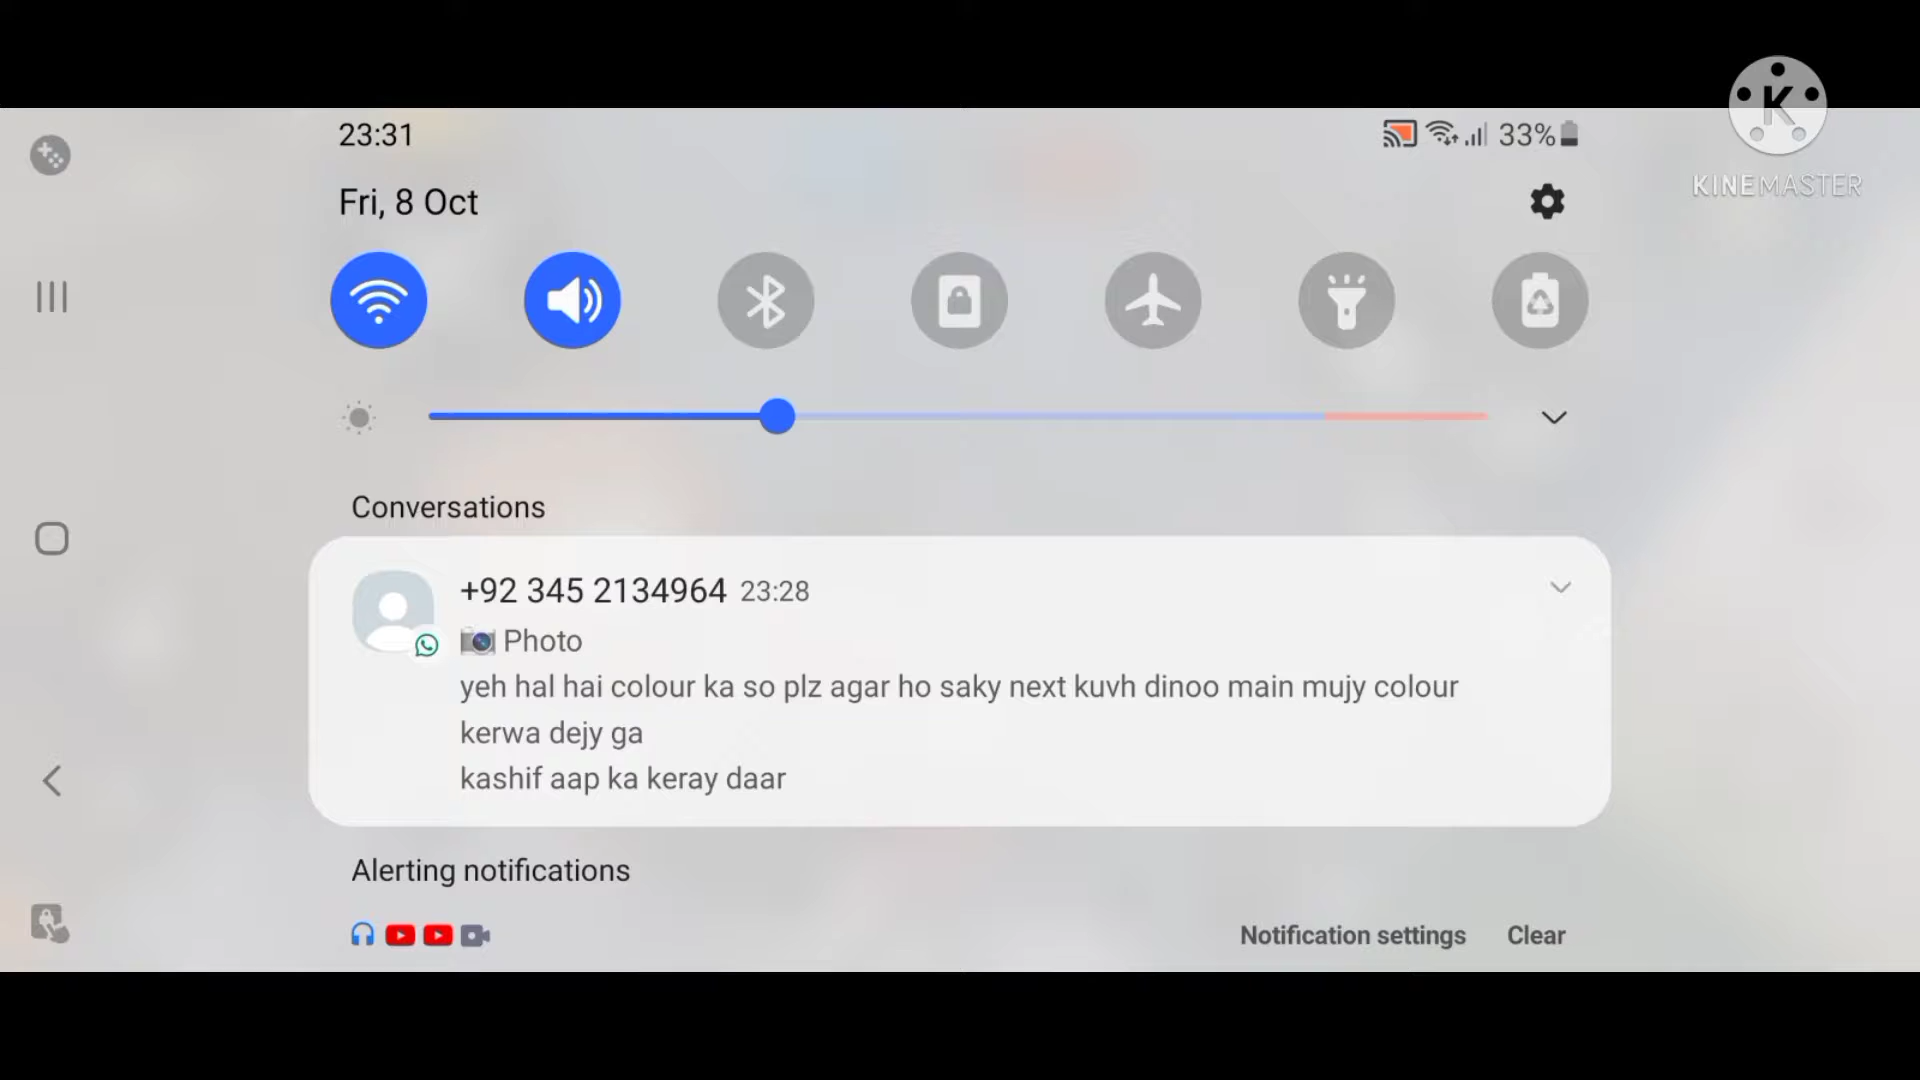 23:31
33%
K
KINEMASTER
Fri, 8 Oct
Conversations
+92 345 2134964 23:28
Photo
yeh hal hai colour ka so plz agar ho saky next kuvh dinoo main mujy colour
kerwa dejy ga
kashif aap ka keray daar
Alerting notifications
Notification settings Clear